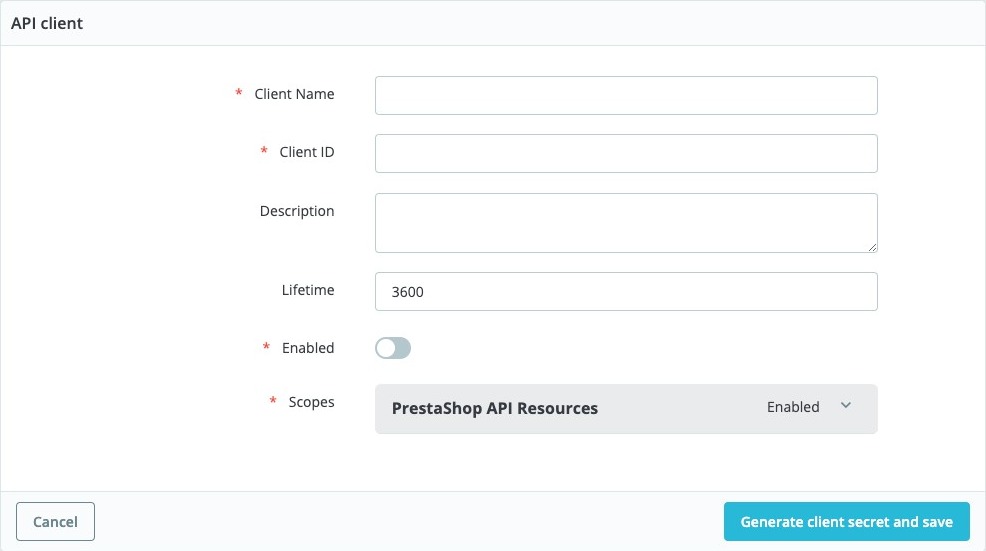 API client
* Client Name
* Client ID
Description
Lifetime
3600
* Enabled
* Scopes
PrestaShop API Resources
Enabled
Cancel
Generate client secret and save